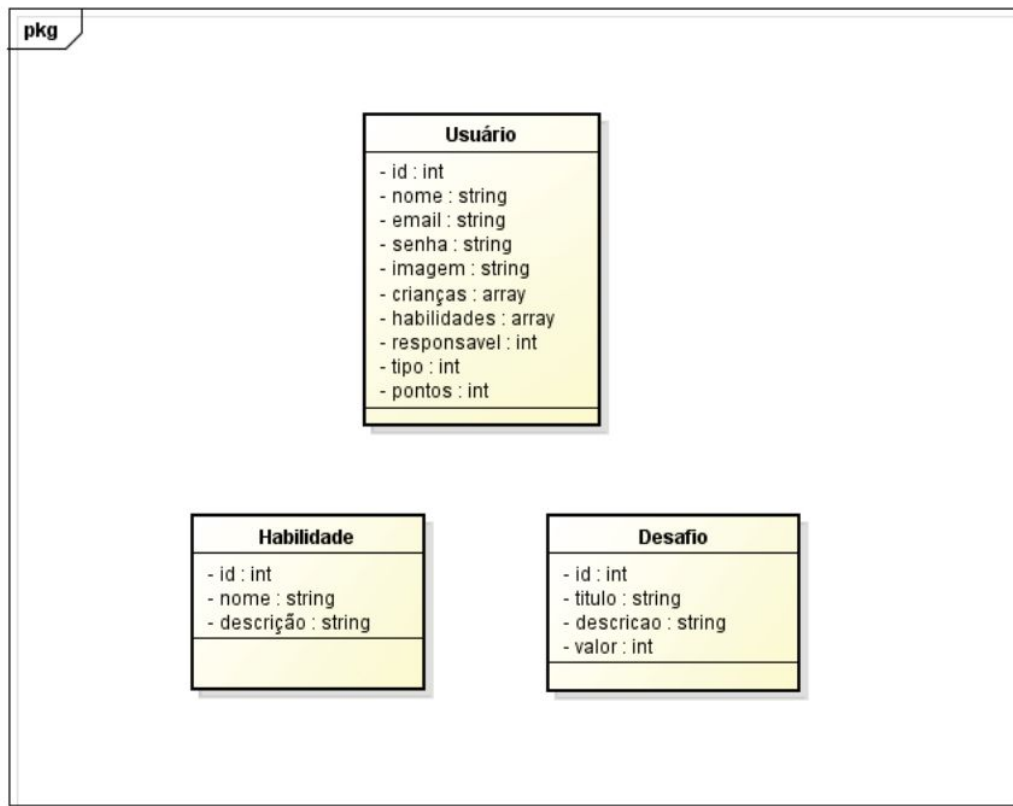 pkg
Usuário
- id : int
- nome : string
- email : string
- senha : string
- imagem : string
- crianças : array
- habilidades : array
- responsavel : int
- tipo : int
- pontos : int
Habilidade
- id : int
- nome : string
- descrição : string
Desafio
- id : int
- titulo : string
- descricao : string
- valor : int